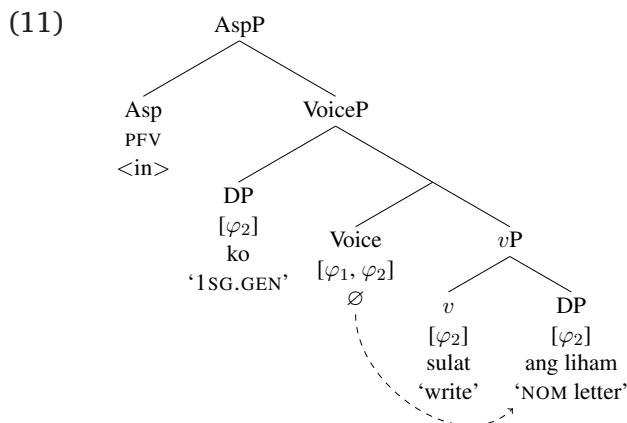 (11)
AspP
Asp VoiceP
PFV
<in>
DP
[φ₂] Voice vP
ko [φ₁, φ₂]
‘1SG.GEN’ ∅ v DP
[φ₂] [φ₂]
sulat ang liham
‘write’ ‘NOM letter’